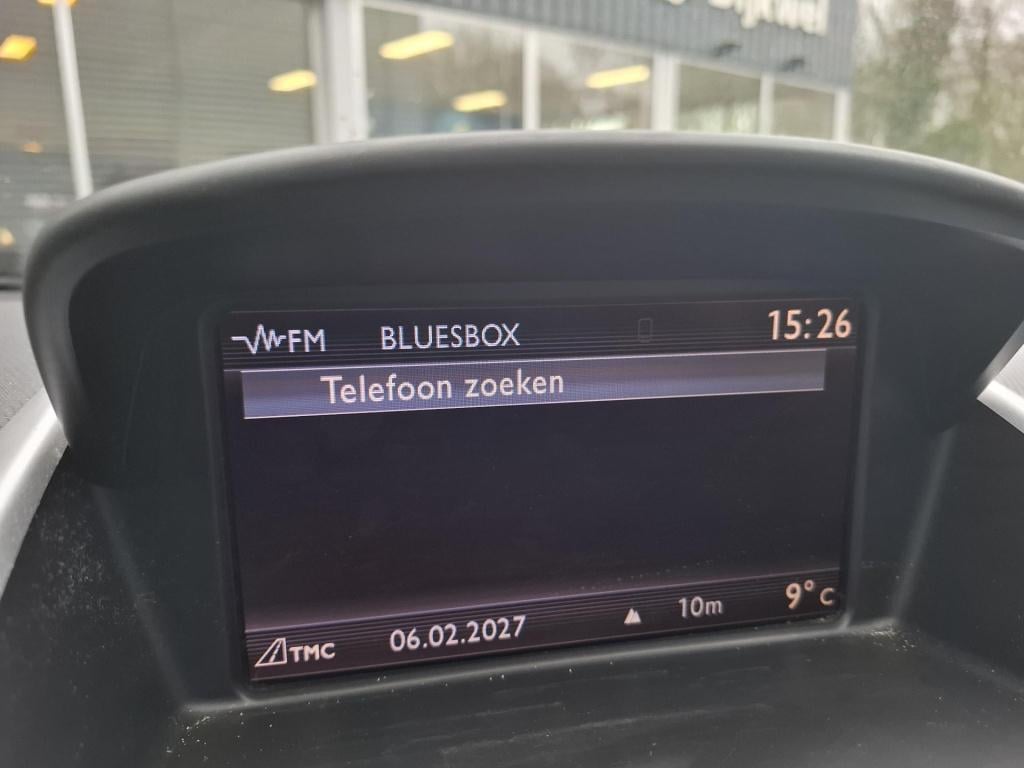 FM BLUESBOX 15:26
Telefoon zoeken
TMC 06.02.2027 10m 9°C